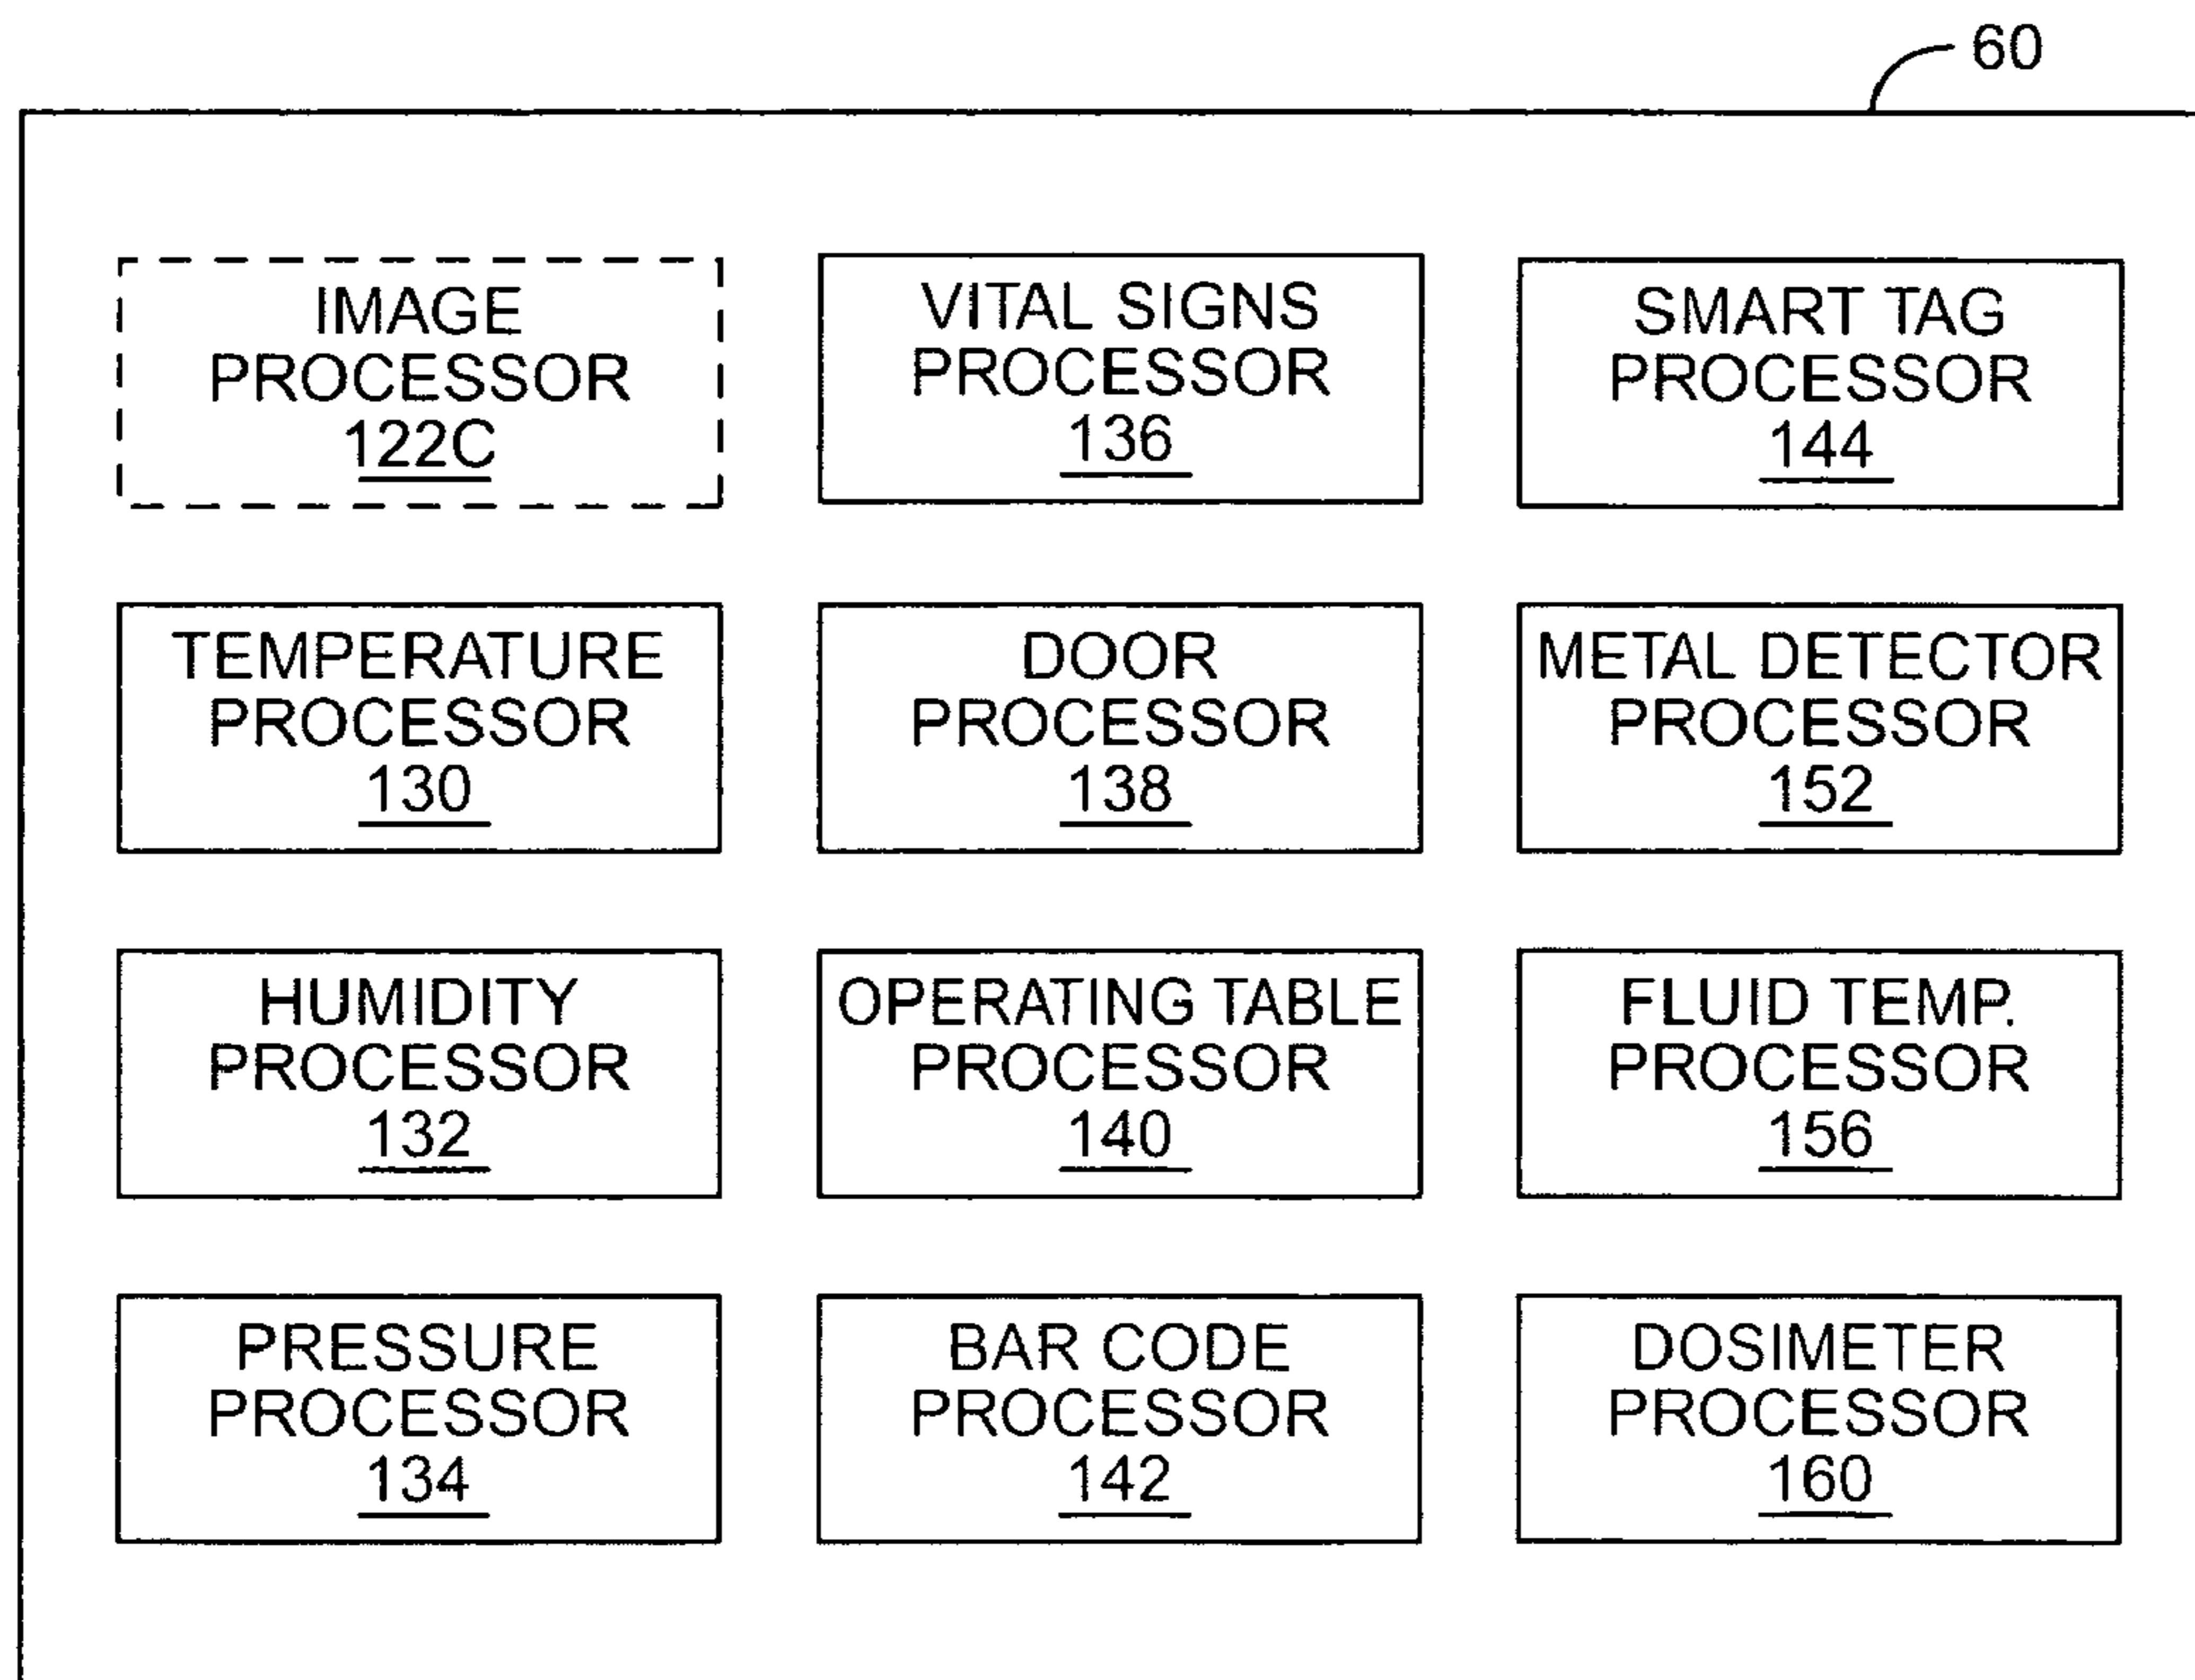 60
IMAGE
PROCESSOR
122C
VITAL SIGNS
PROCESSOR
136
SMART TAG
PROCESSOR
144
TEMPERATURE
PROCESSOR
130
DOOR
PROCESSOR
138
METAL DETECTOR
PROCESSOR
152
HUMIDITY
PROCESSOR
132
OPERATING TABLE
PROCESSOR
140
FLUID TEMP.
PROCESSOR
156
PRESSURE
PROCESSOR
134
BAR CODE
PROCESSOR
142
DOSIMETER
PROCESSOR
160